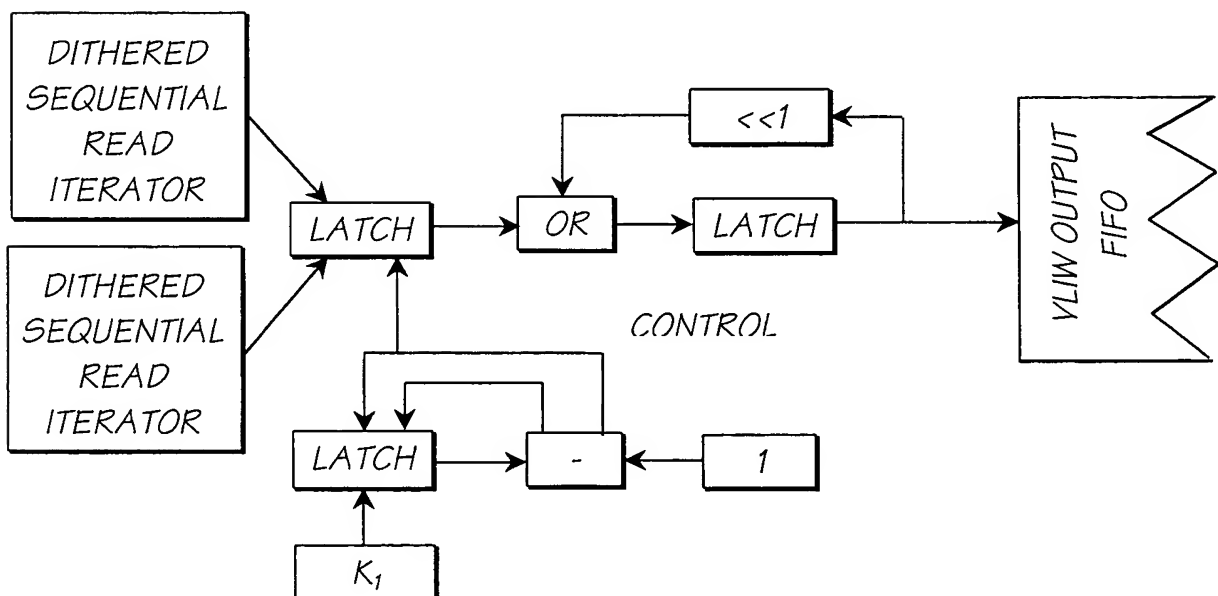 DITHERED
SEQUENTIAL
READ
ITERATOR
DITHERED
SEQUENTIAL
READ
ITERATOR
LATCH
OR
<<1
LATCH
VLIW OUTPUT
FIFO
CONTROL
LATCH
-
1
K₁